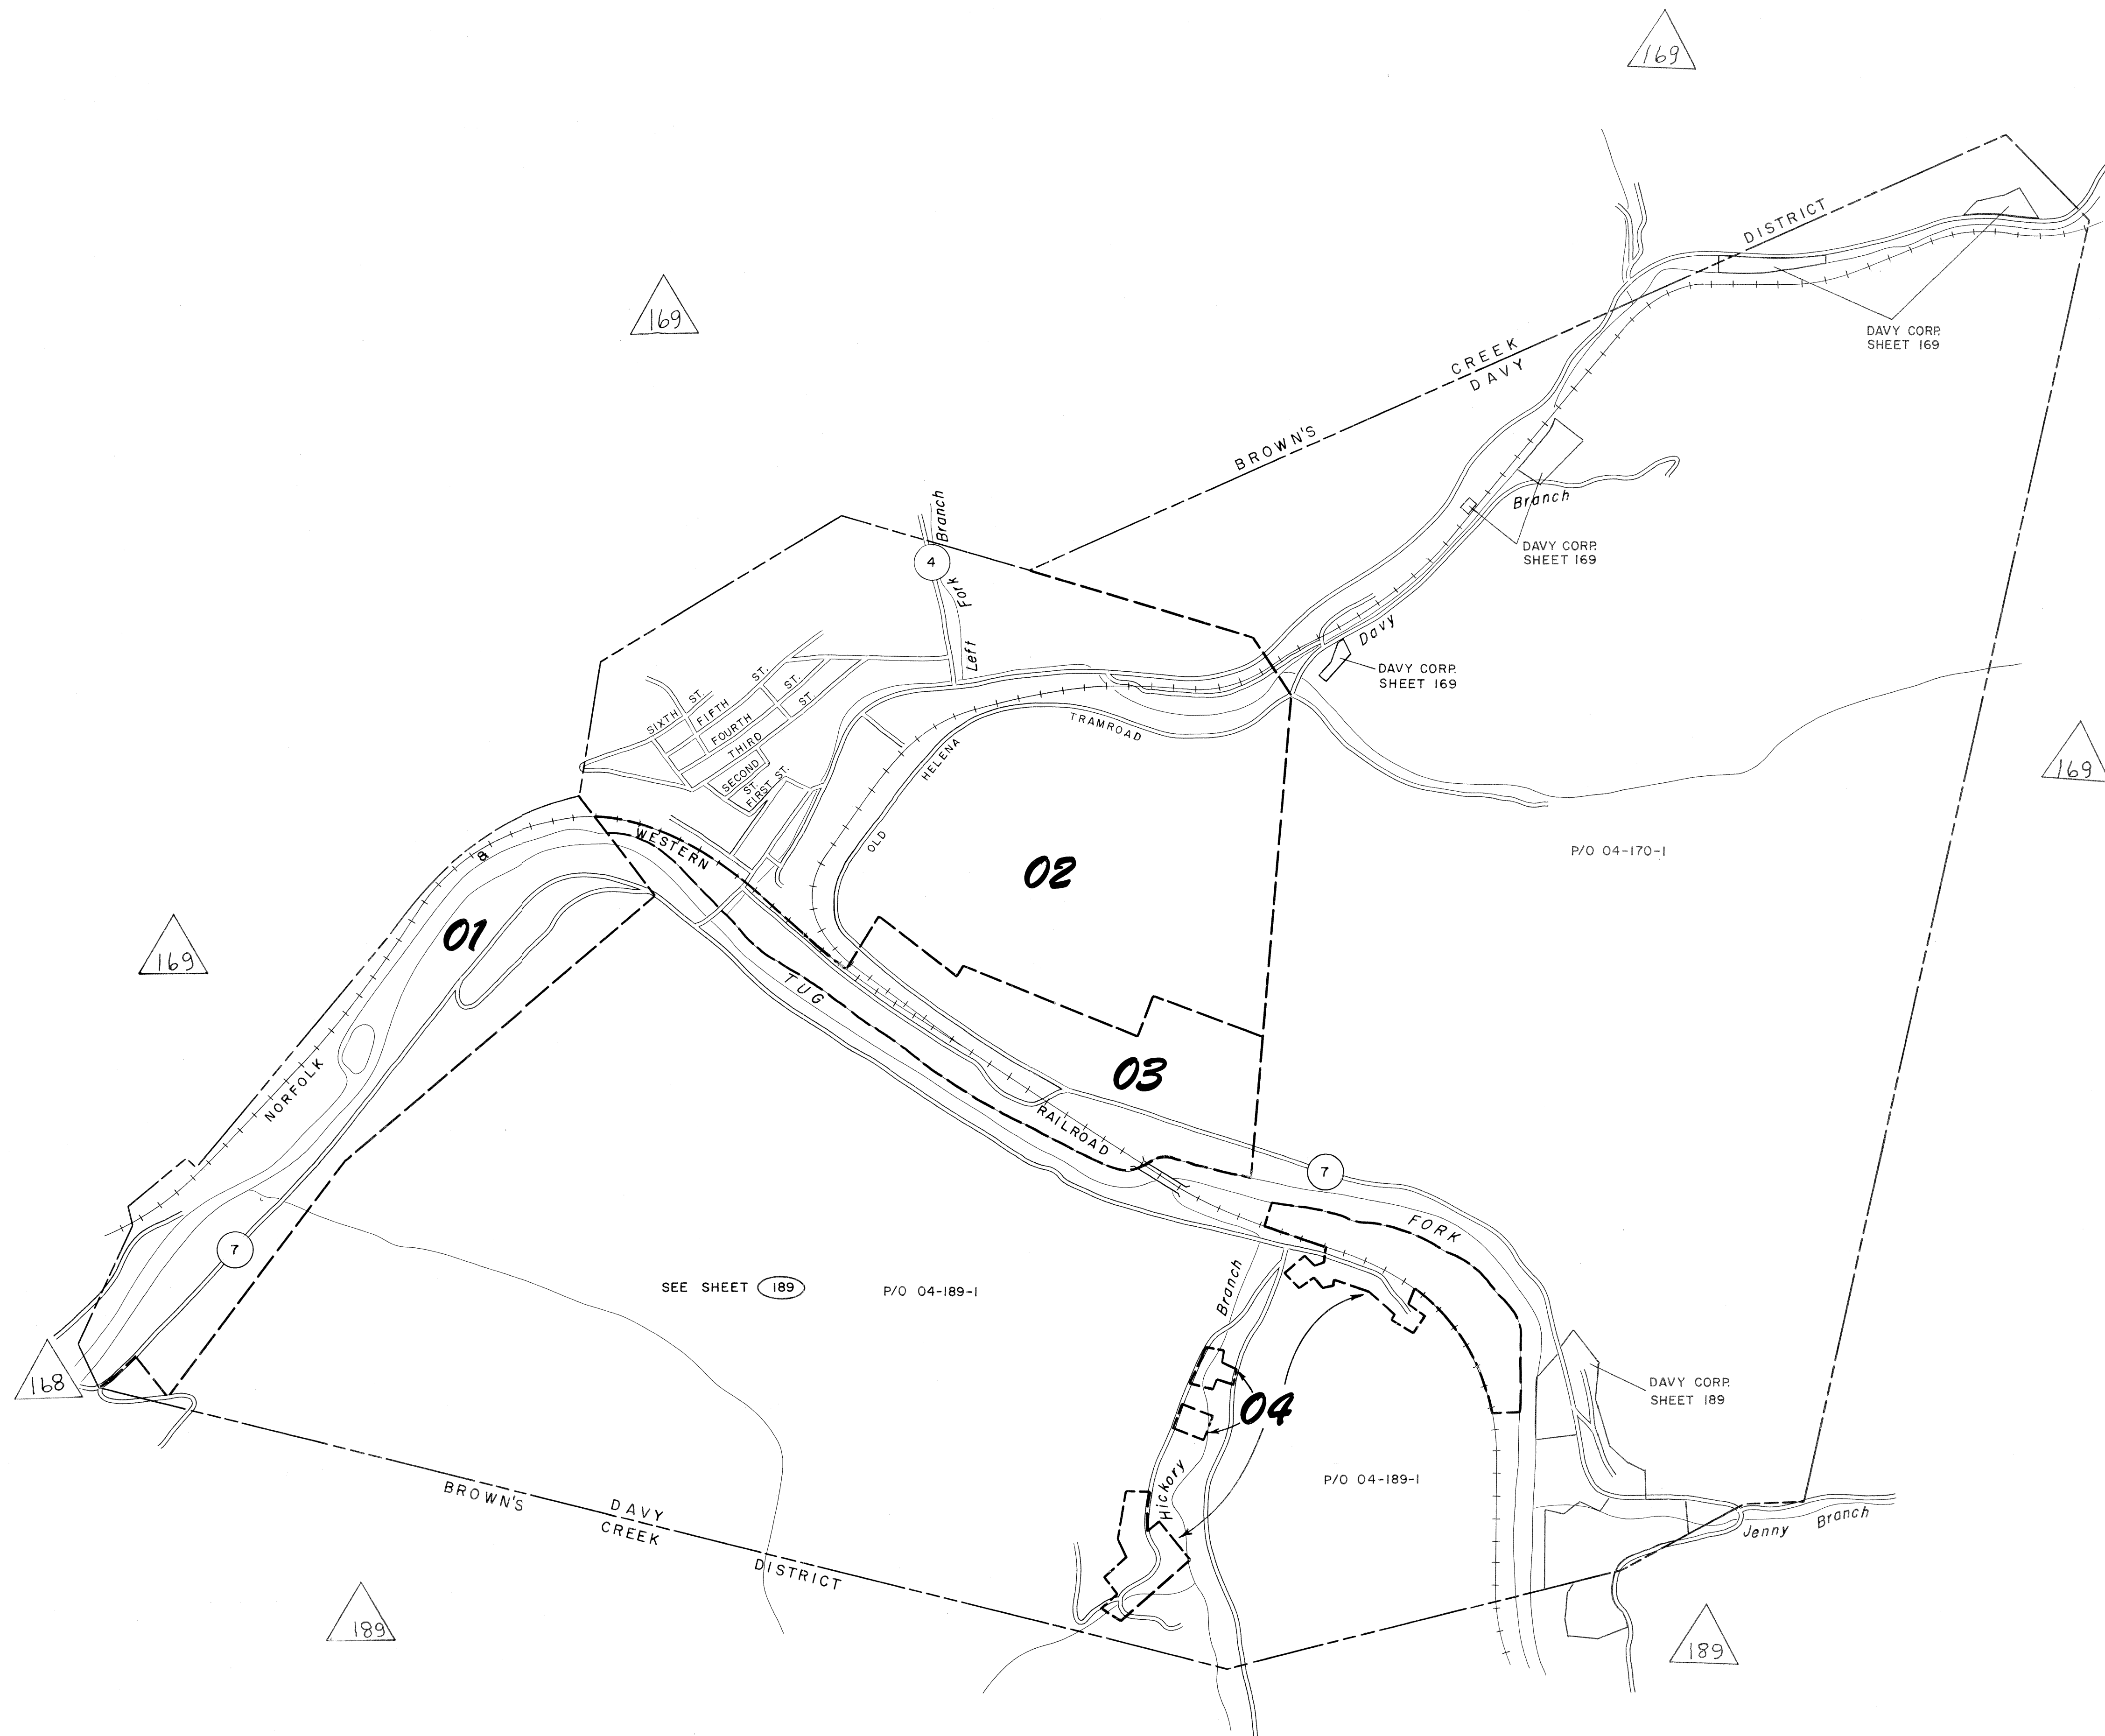 169
169
DISTRICT
DAVY CORP.
SHEET 169
CREEK
DAVY
BROWN'S
Branch
DAVY CORP.
SHEET 169
Branch
4
Fork
Left
Davy
DAVY CORP.
SHEET 169
169
SIXTH ST.
FIFTH ST.
FOURTH ST.
THIRD ST.
SECOND
ST.
FIRST ST.
OLD HELENA TRAMROAD
NORFOLK & WESTERN RAILROAD
P/O 04-170-1
02
01
169
TUG FORK
03
7
7
SEE SHEET 189
P/O 04-189-1
Hickory Branch
168
04
DAVY CORP.
SHEET 189
P/O 04-189-1
BROWN'S
DAVY
CREEK
DISTRICT
Jenny Branch
189
189